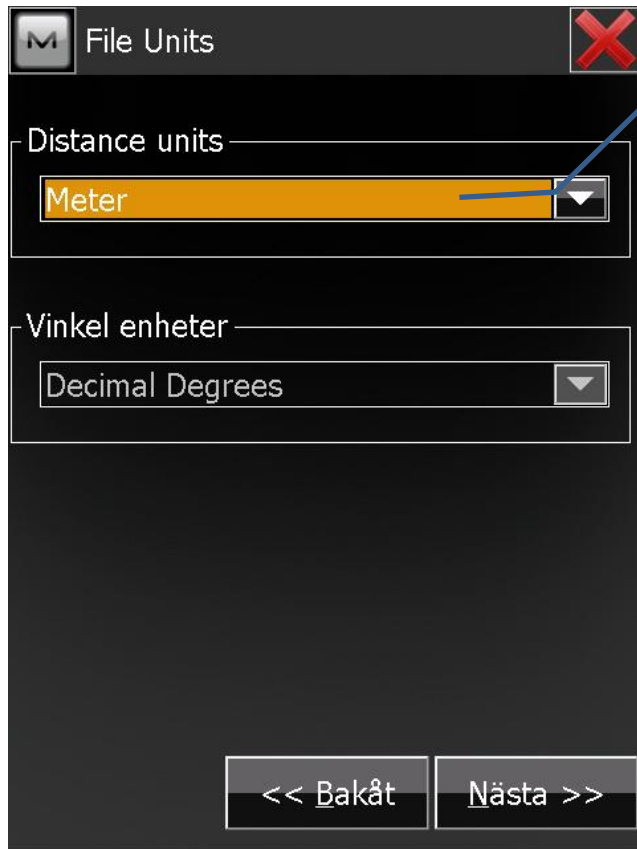 File Units
Distance units
Meter
Vinkel enheter
Decimal Degrees
<< Bakåt
Nästa >>